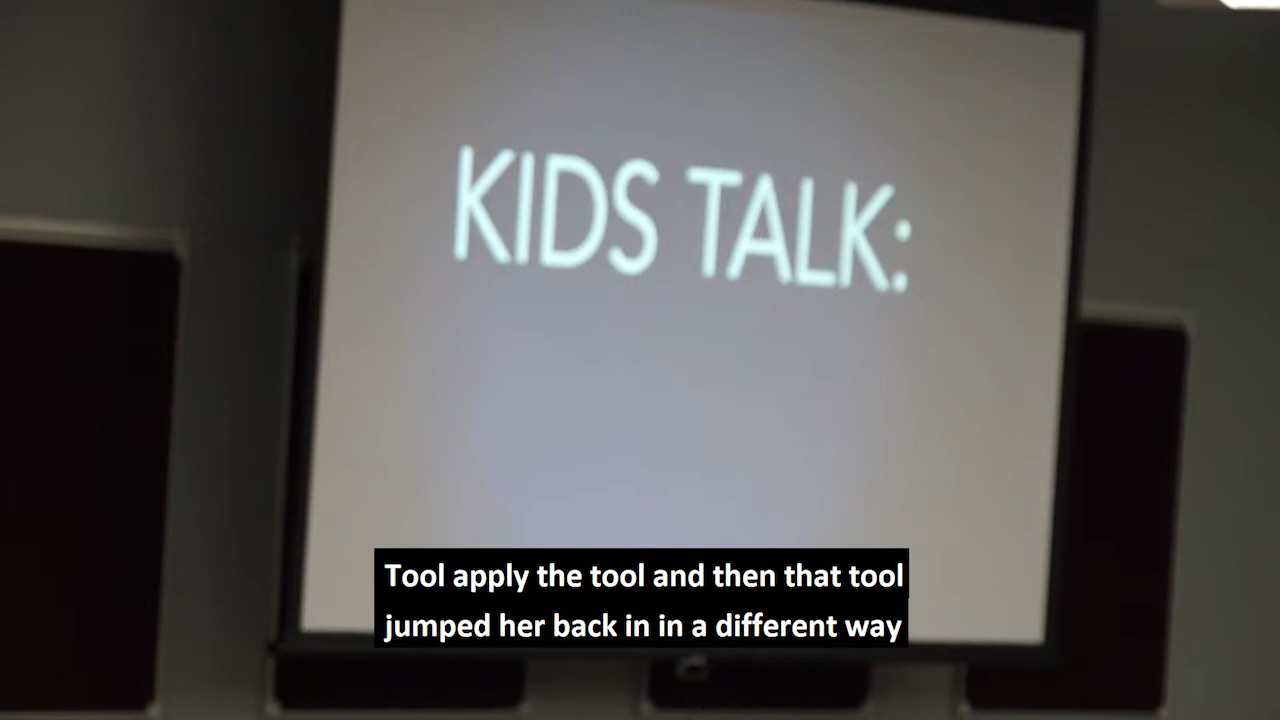 KIDS TALK:
Tool apply the tool and then that tool
jumped her back in in a different way